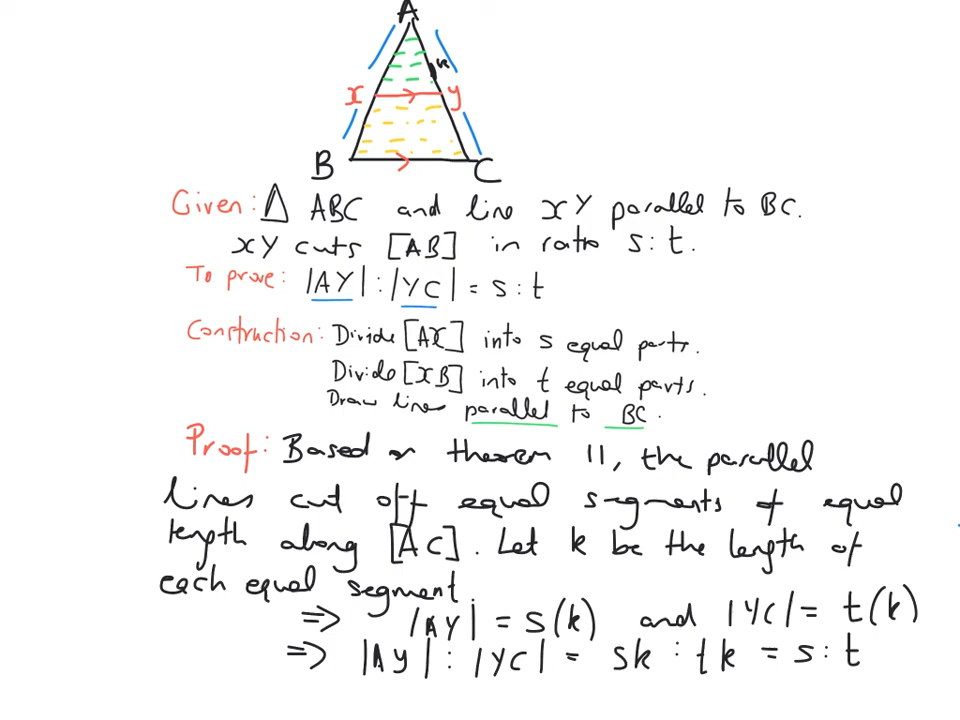 A
k
x y
B C
Given: Δ ABC and line XY parallel to BC.
XY cuts [AB] in ratio s:t.
To prove: |AY| : |YC| = s:t
Construction: Divide [AX] into s equal parts.
Divide [XB] into t equal parts.
Draw lines parallel to BC.
Proof: Based on theorem 11, the parallel
lines cut off equal segments of equal
length along [AC]. Let k be the length of
each equal segment.
=> |AY| = s(k) and |YC| = t(k)
=> |AY| : |YC| = sk : tk = s:t